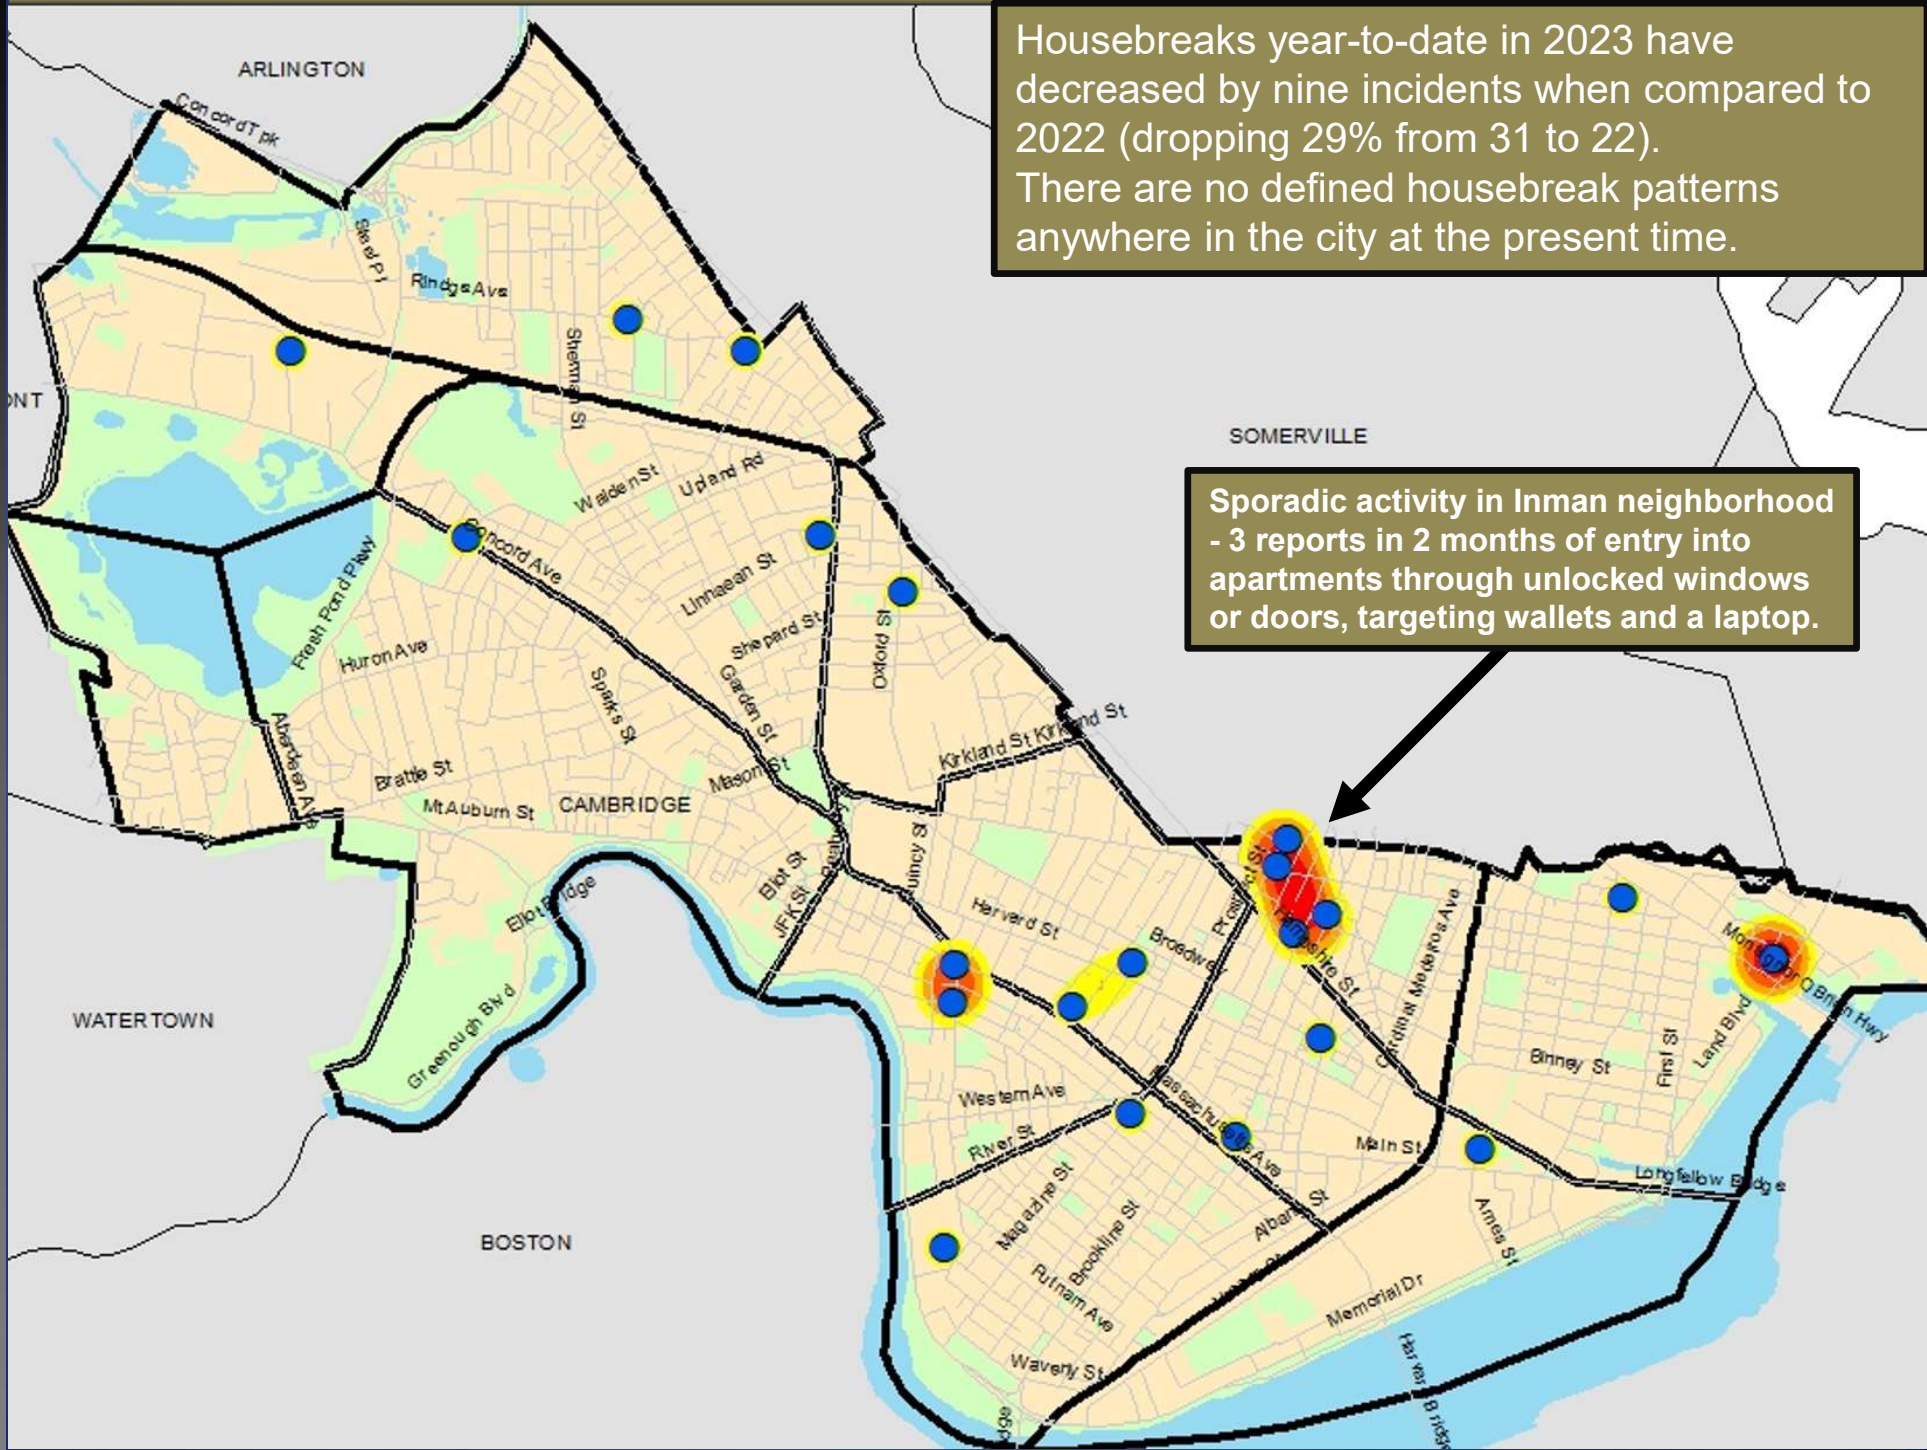 Housebreaks year-to-date in 2023 have
decreased by nine incidents when compared to
2022 (dropping 29% from 31 to 22).
There are no defined housebreak patterns
anywhere in the city at the present time.
ARLINGTON
Concord Tpk
Steel Pl
Rindge Ave
Sherman St
ONT
SOMERVILLE
Sporadic activity in Inman neighborhood
- 3 reports in 2 months of entry into
apartments through unlocked windows
or doors, targeting wallets and a laptop.
Walden St
Upland Rd
Concord Ave
Linnaean St
Fresh Pond Pkwy
Shepard St
Oxford St
Huron Ave
Sparks St
Garden St
Kirkland St Kirkland St
Aberdeen Ave
Brattle St
Mason St
Mt Auburn St
CAMBRIDGE
Eliot St
JFK St
Quincy St
Eliot Bridge
Harvard St
Broadway
Prospect St
Hampshire St
Cardinal Medeiros Ave
Monsignor O'Brien Hwy
Land Blvd
First St
Binney St
WATERTOWN
Greenough Blvd
Western Ave
River St
Massachusetts Ave
Main St
Longfellow Bridge
Ames St
Magazine St
Brookline St
Albany St
BOSTON
Putnam Ave
Memorial Dr
Waverly St
Harvard Bridge
dge